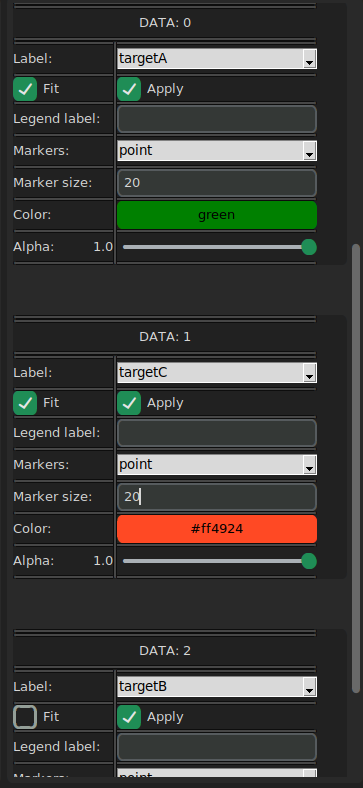 DATA: 0
Label: targetA
Fit Apply
Legend label:
Markers: point
Marker size: 20
Color: green
Alpha: 1.0
DATA: 1
Label: targetC
Fit Apply
Legend label:
Markers: point
Marker size: 20
Color: #ff4924
Alpha: 1.0
DATA: 2
Label: targetB
Fit Apply
Legend label:
Markers: point